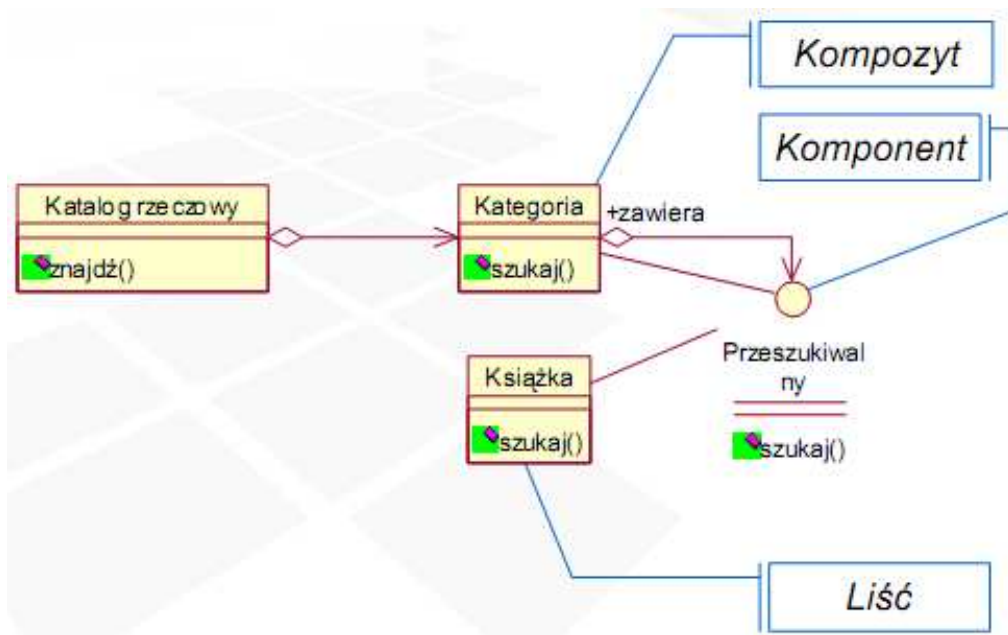 Kompozyt
Komponent
Katalog rzeczowy
znajdź()
Kategoria
szukaj()
+zawiera
Przeszukiwal
ny
szukaj()
Książka
szukaj()
Liść